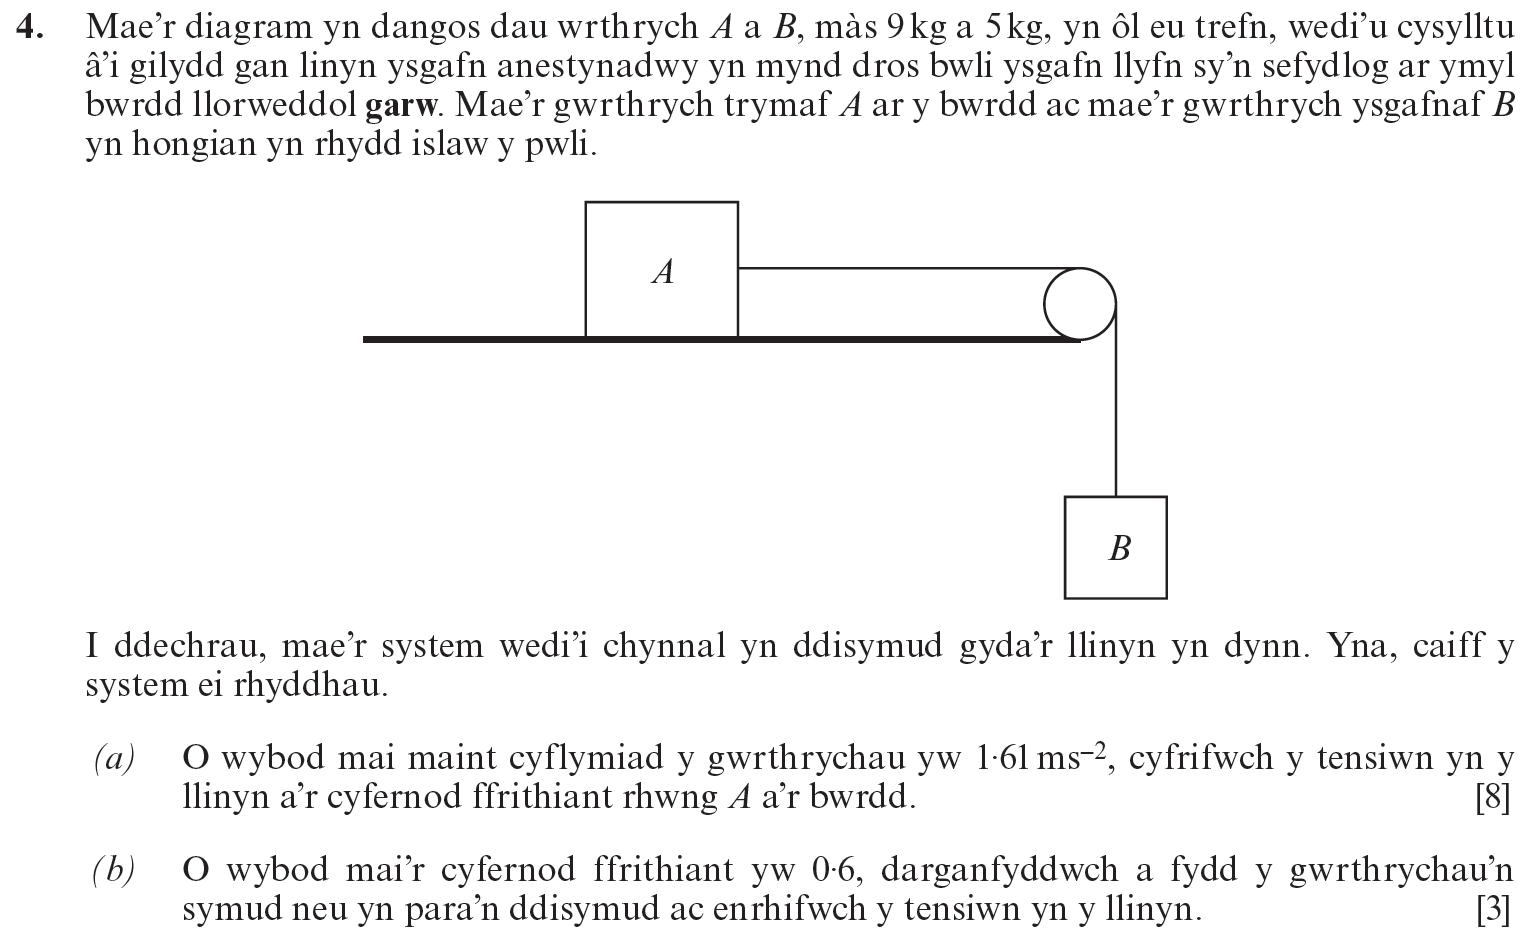 4. Mae’r diagram yn dangos dau wrthrych A a B, màs 9 kg a 5 kg, yn ôl eu trefn, wedi’u cysylltu
â’i gilydd gan linyn ysgafn anestynadwy yn mynd dros bwli ysgafn llyfn sy’n sefydlog ar ymyl
bwrdd llorweddol garw. Mae’r gwrthrych trymaf A ar y bwrdd ac mae’r gwrthrych ysgafnaf B
yn hongian yn rhydd islaw y pwli.
A
B
I ddechrau, mae’r system wedi’i chynnal yn ddisymud gyda’r llinyn yn dynn. Yna, caiff y
system ei rhyddhau.
(a) O wybod mai maint cyflymiad y gwrthrychau yw 1·61 ms⁻², cyfrifwch y tensiwn yn y
llinyn a’r cyfernod ffrithiant rhwng A a’r bwrdd. [8]
(b) O wybod mai’r cyfernod ffrithiant yw 0·6, darganfyddwch a fydd y gwrthrychau’n
symud neu yn para’n ddisymud ac enrhifwch y tensiwn yn y llinyn. [3]